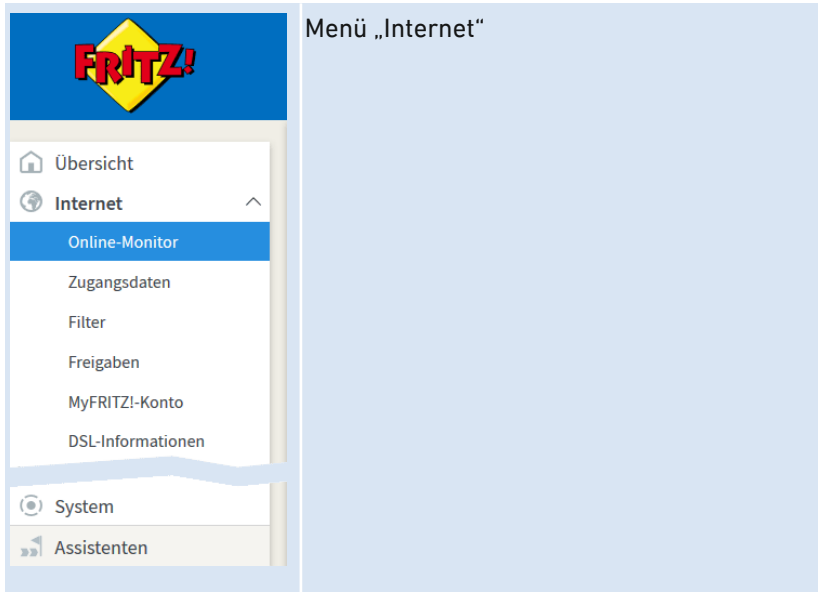 FRITZ!
Menü „Internet“
Übersicht
Internet
Online-Monitor
Zugangsdaten
Filter
Freigaben
MyFRITZ!-Konto
DSL-Informationen
System
Assistenten